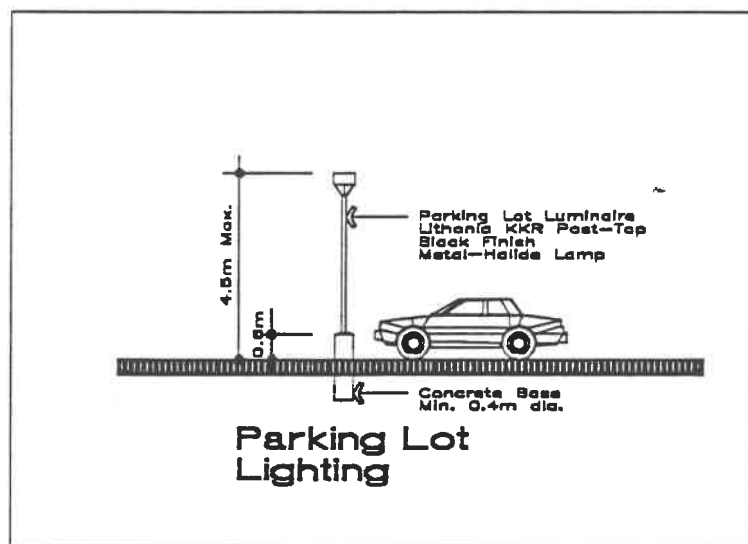 4.5m Max.
0.6m
Parking Lot Luminaire
Lithonia KKR Post-Top
Black Finish
Metal-Halide Lamp
Concrete Base
Min. 0.4m dia.
Parking Lot
Lighting